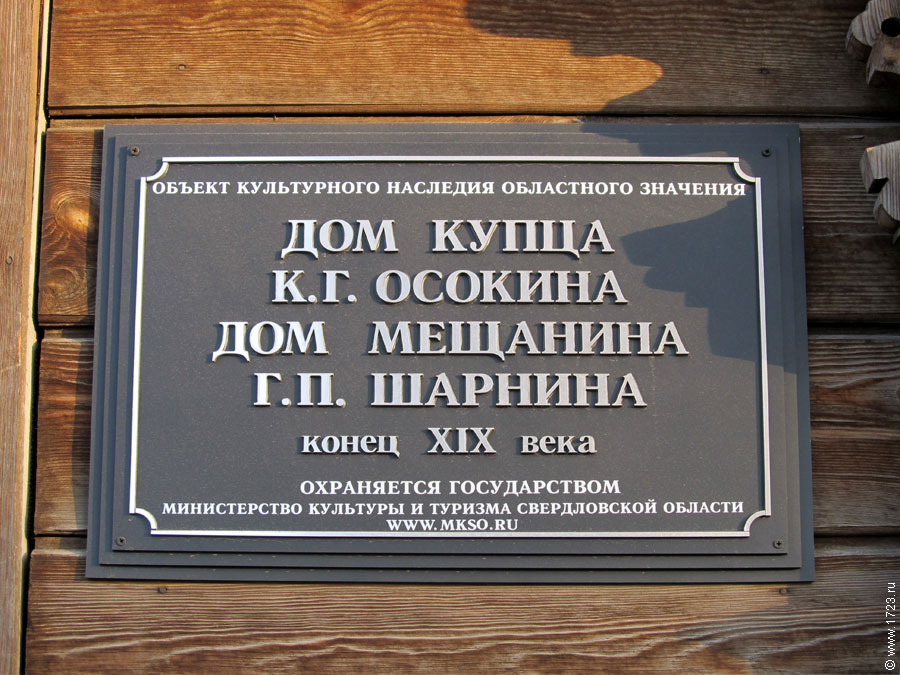 ОБЪЕКТ КУЛЬТУРНОГО НАСЛЕДИЯ ОБЛАСТНОГО ЗНАЧЕНИЯ
ДОМ КУПЦА
К.Г. ОСОКИНА
ДОМ МЕЩАНИНА
Г.П. ШАРНИНА
конец XIX века
ОХРАНЯЕТСЯ ГОСУДАРСТВОМ
МИНИСТЕРСТВО КУЛЬТУРЫ И ТУРИЗМА СВЕРДЛОВСКОЙ ОБЛАСТИ
WWW.MKSO.RU
© www.1723.ru